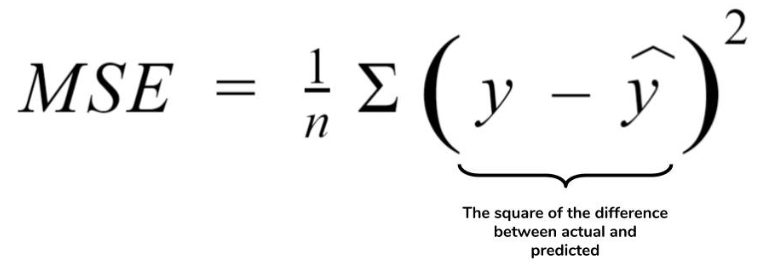 MSE = 1/n Σ (y − ŷ)²
The square of the difference
between actual and
predicted